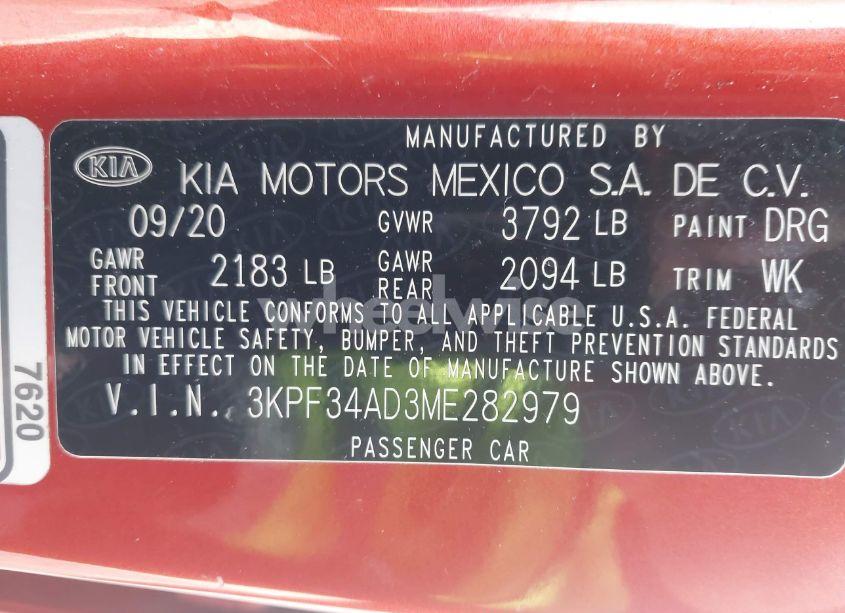 MANUFACTURED BY
KIA KIA MOTORS MEXICO S.A. DE C.V.
09/20 GVWR 3792 LB PAINT DRG
GAWR FRONT 2183 LB GAWR REAR 2094 LB TRIM WK
THIS VEHICLE CONFORMS TO ALL APPLICABLE U.S.A. FEDERAL
MOTOR VEHICLE SAFETY, BUMPER, AND THEFT PREVENTION STANDARDS
IN EFFECT ON THE DATE OF MANUFACTURE SHOWN ABOVE.
V.I.N. 3KPF34AD3ME282979
PASSENGER CAR
7620
wheelwise